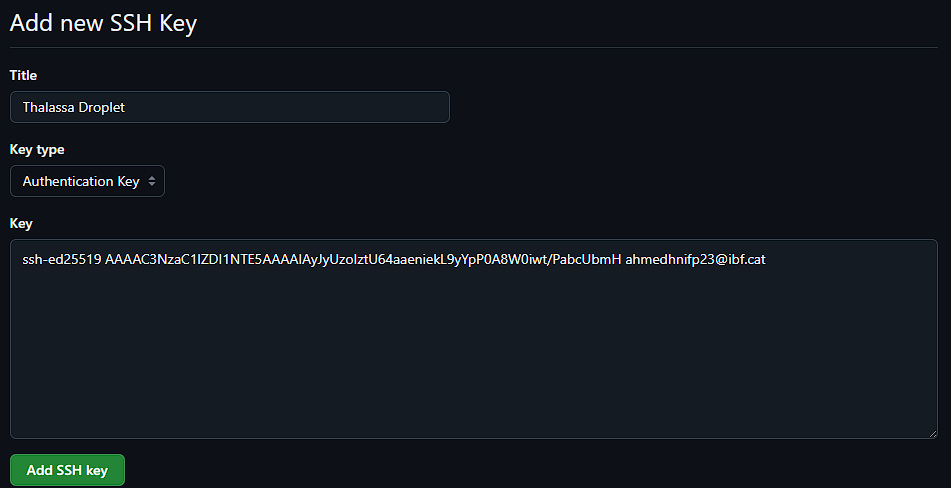 Add new SSH Key
Title
Thalassa Droplet
Key type
Authentication Key
Key
ssh-ed25519 AAAAC3NzaC1lZDI1NTE5AAAAIAyJyUzoIztU64aaeniekL9yYpP0A8W0iwt/PabcUbmH ahmedhnifp23@ibf.cat
Add SSH key